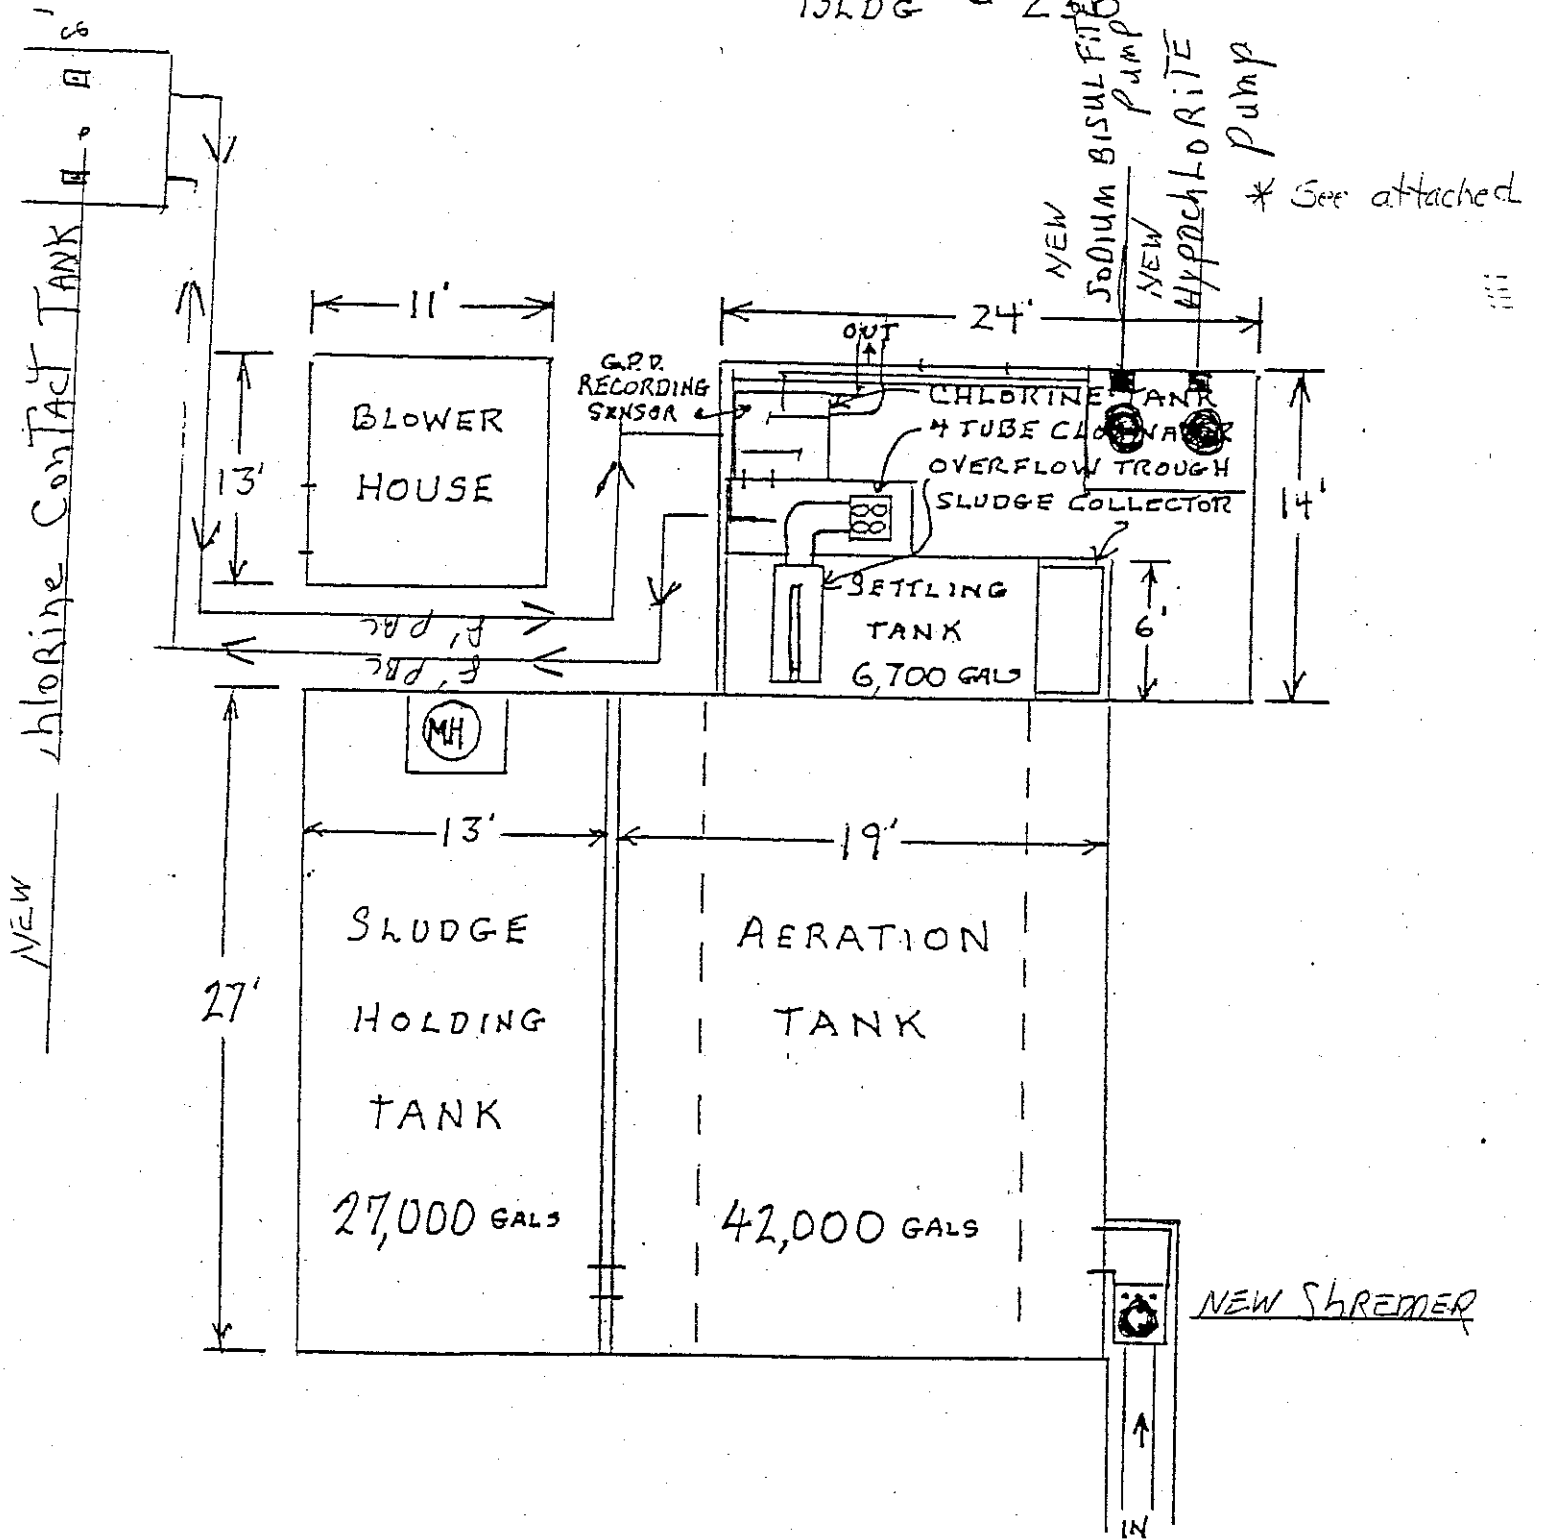 BLDG
NEW
SODIUM BISULFITE
Pump
NEW
HypochLORiTE
Pump
* See attached
NEW
hloRine ConTacT TANK
11'
24'
13'
BLOWER
HOUSE
G.P.D.
RECORDING
SENSOR
OUT
CHLORINE TANK
4 TUBE
OVERFLOW TROUGH
SLUDGE COLLECTOR
14'
SETTLING
TANK
6,700 GALS
6'
MH
13'
19'
27'
SLUDGE
HOLDING
TANK
27,000 GALS
AERATION
TANK
42,000 GALS
NEW ShREDDER
IN